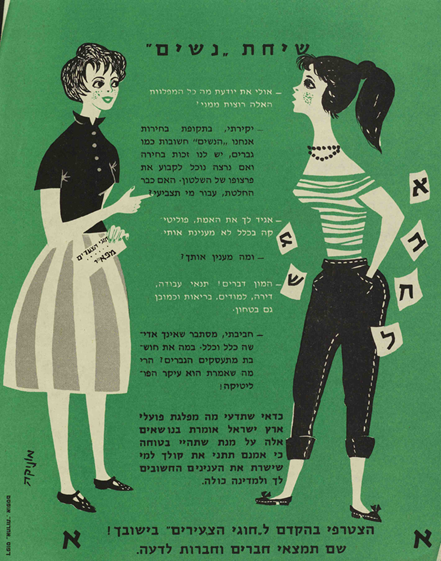 שיחת „נשים"
– אולי את יודעת מה כל המפלגות
האלה רוצות ממני?
– יקירתי, בתקופת בחירות
אנחנו „הנשים" חשובות כמו
גברים, יש לנו זכות בחירה
ואם נרצה נוכל לקבוע את
פרצופו של השלטון. האם כבר
החלטת, עבור מי תצביעי?
– אגיד לך את האמת, פוליטי-
קה בכלל לא מענינת אותי.
– ומה מענין אותך?
– המון דברים! תנאי עבודה,
דירה, למודים, בריאות וכמובן
גם בטחון.
– חביבתי, מסתבר שאינך אדי-
שה כלל וכלל. במה את חוש-
בת מתעסקים הגברים? הרי
מה שאמרת הוא עיקר הפו-
ליטיקה!
כדאי שתדעי מה מפלגת פועלי
ארץ ישראל אומרת בנושאים
אלה על מנת שתהיי בטוחה
כי אמנם תתני את קולך למי
שישרת את הענינים החשובים
לך ולמדינה כולה.
הצטרפי בהקדם ל„חוגי הצעירים" בישובך!
שם תמצאי חברים וחברות לדעה.
חוגי הצעירים
מפא"י
א
ב
ח
ל
ג
ש
מוניקה
א
א